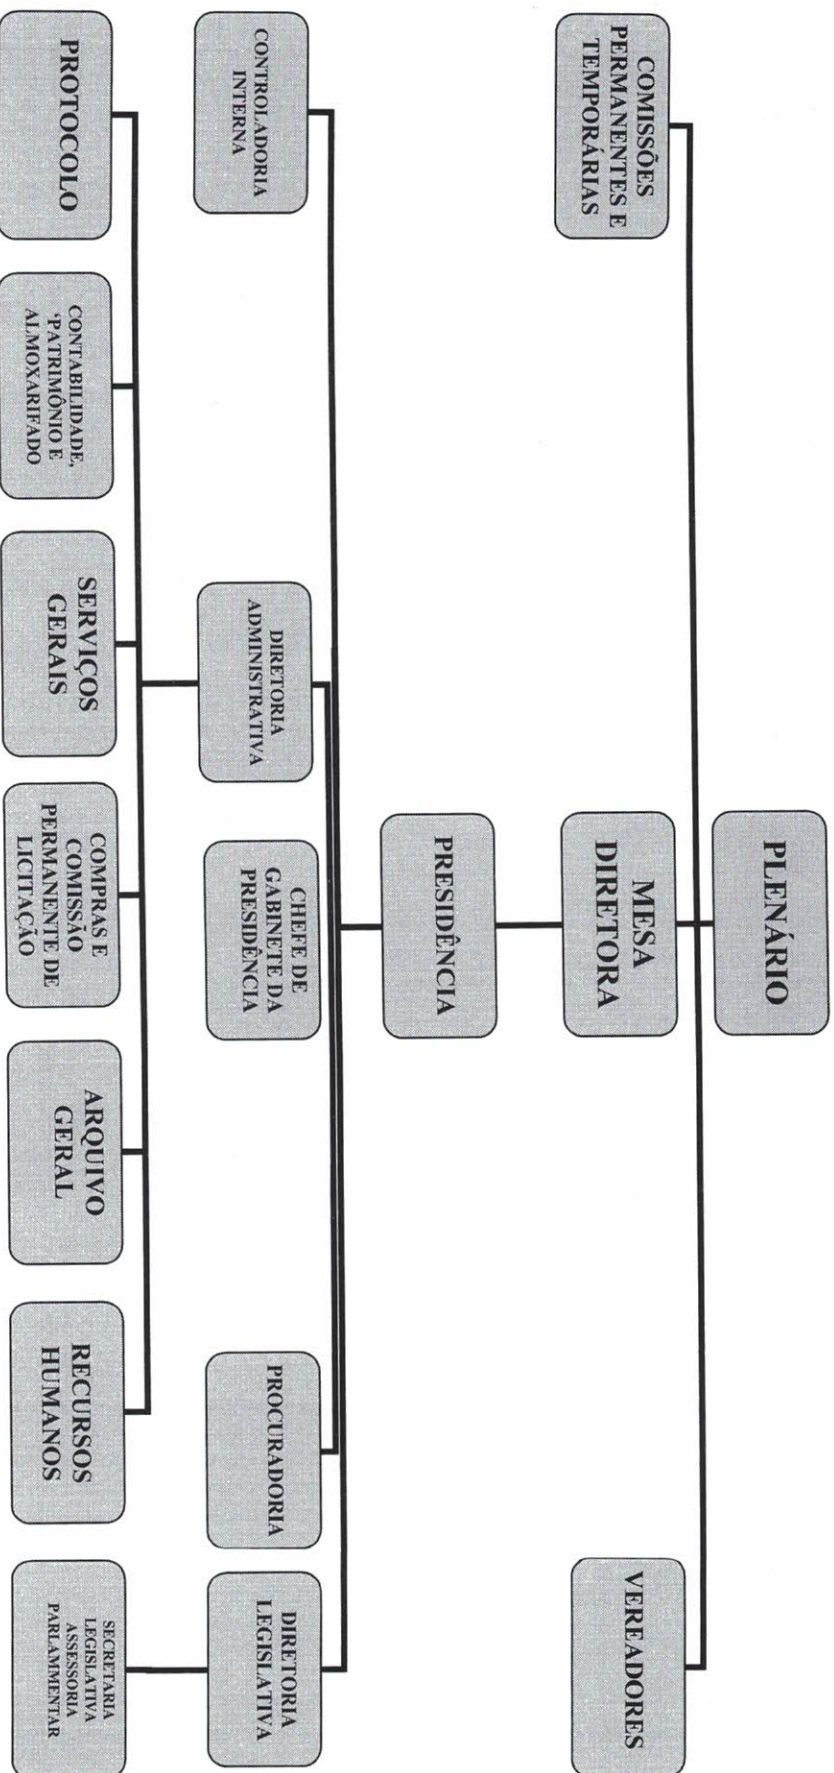 PLENÁRIO
COMISSÕES
PERMANENTES E
TEMPORÁRIAS
MESA
DIRETORA
VEREADORES
PRESIDÊNCIA
CONTROLADORIA
INTERNA
DIRETORIA
ADMINISTRATIVA
CHEFE DE
GABINETE DA
PRESIDÊNCIA
PROCURADORIA
DIRETORIA
LEGISLATIVA
PROTOCOLO
CONTABILIDADE,
'PATRIMÔNIO E
ALMOXARIFADO
SERVIÇOS
GERAIS
COMPRAS E
COMISSÃO
PERMANENTE DE
LICITAÇÃO
ARQUIVO
GERAL
RECURSOS
HUMANOS
SECRETARIA
LEGISLATIVA
ASSESSORIA
PARLAMMENTAR